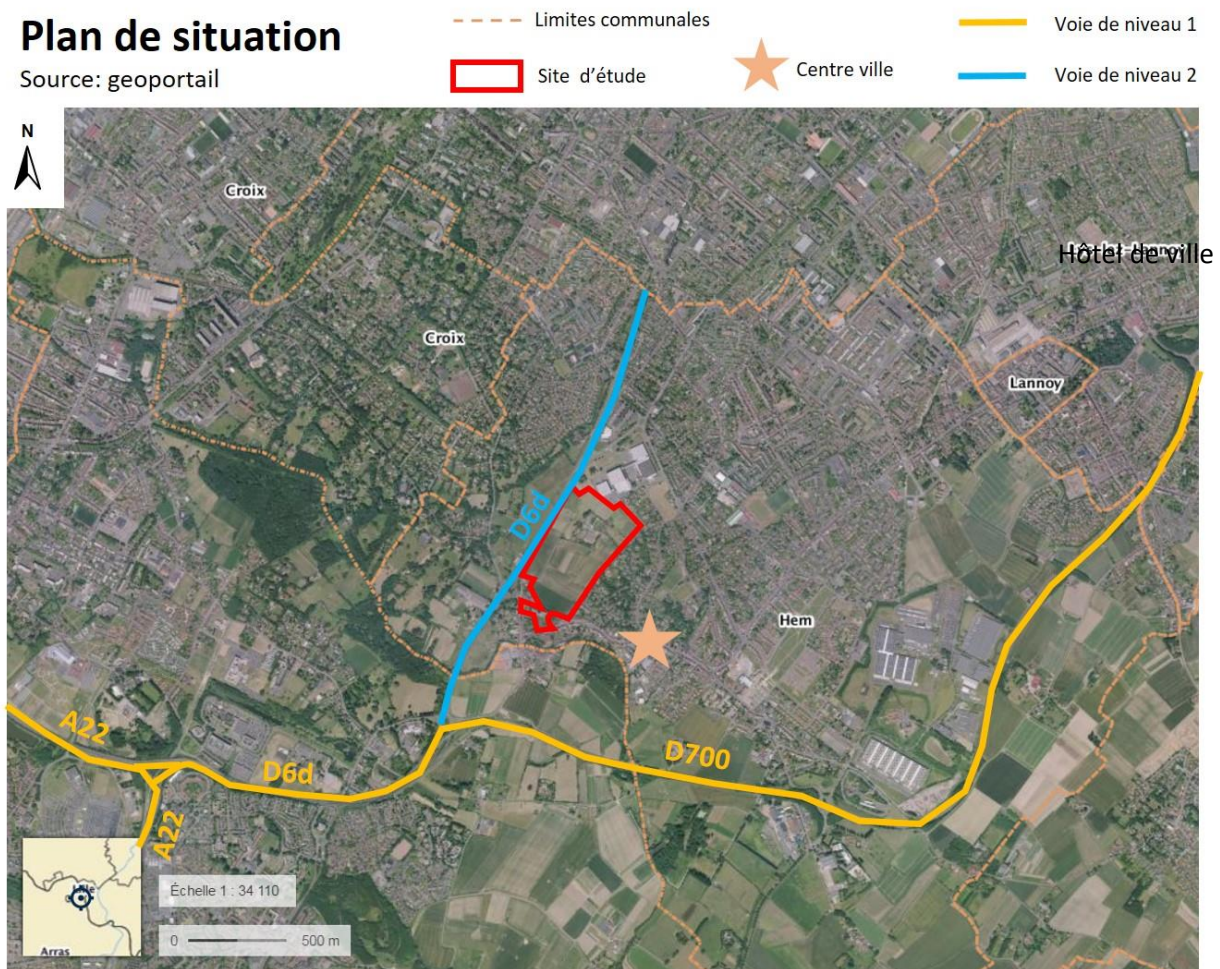 Plan de situation
Source: geoportail
Limites communales
Site d'étude
Centre ville
Voie de niveau 1
Voie de niveau 2
N
Croix
Hôtel de ville
Croix
Lannoy
D6d
Hem
A22
D6d
D700
A22
Échelle 1 : 34 110
0 500 m
Arras